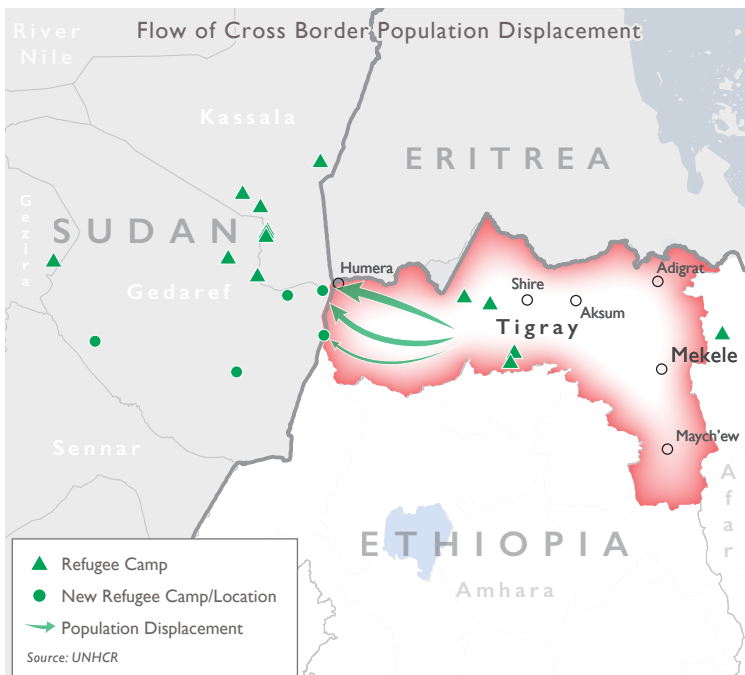 Flow of Cross Border Population Displacement
River
Nile
Kassala
ERITREA
Gezira
SUDAN
Humera
Adigrat
Gedaref
Shire
Aksum
Tigray
Mekele
Maych'ew
Sennar
Afar
ETHIOPIA
Amhara
Refugee Camp
New Refugee Camp/Location
Population Displacement
Source: UNHCR